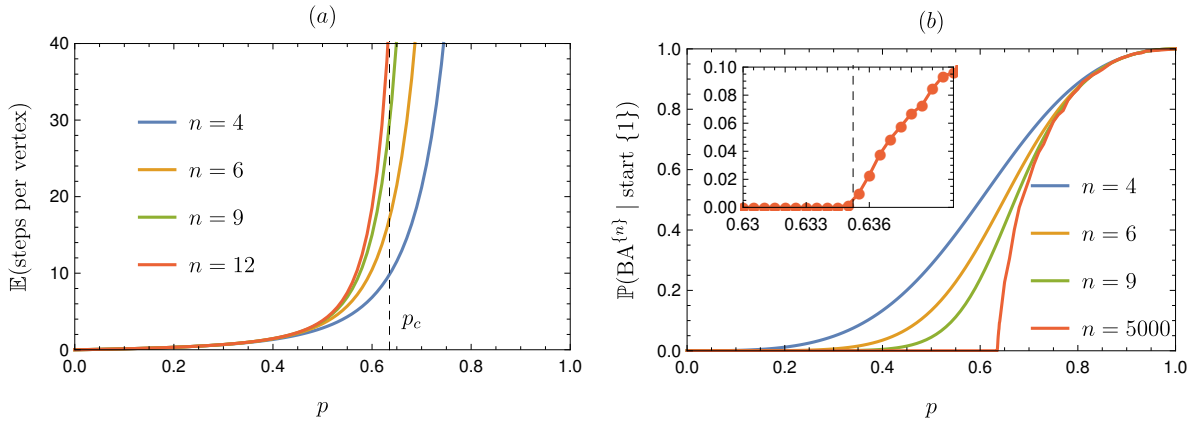 (a)
40
30
20
10
0
0.0 0.2 0.4 0.6 0.8 1.0
𝔼(steps per vertex)
p
n = 4
n = 6
n = 9
n = 12
p_c
(b)
1.0
0.8
0.6
0.4
0.2
0.0
0.0 0.2 0.4 0.6 0.8 1.0
ℙ(BA^{n} | start {1})
p
0.10
0.08
0.06
0.04
0.02
0.00
0.63 0.633 0.636
n = 4
n = 6
n = 9
n = 5000